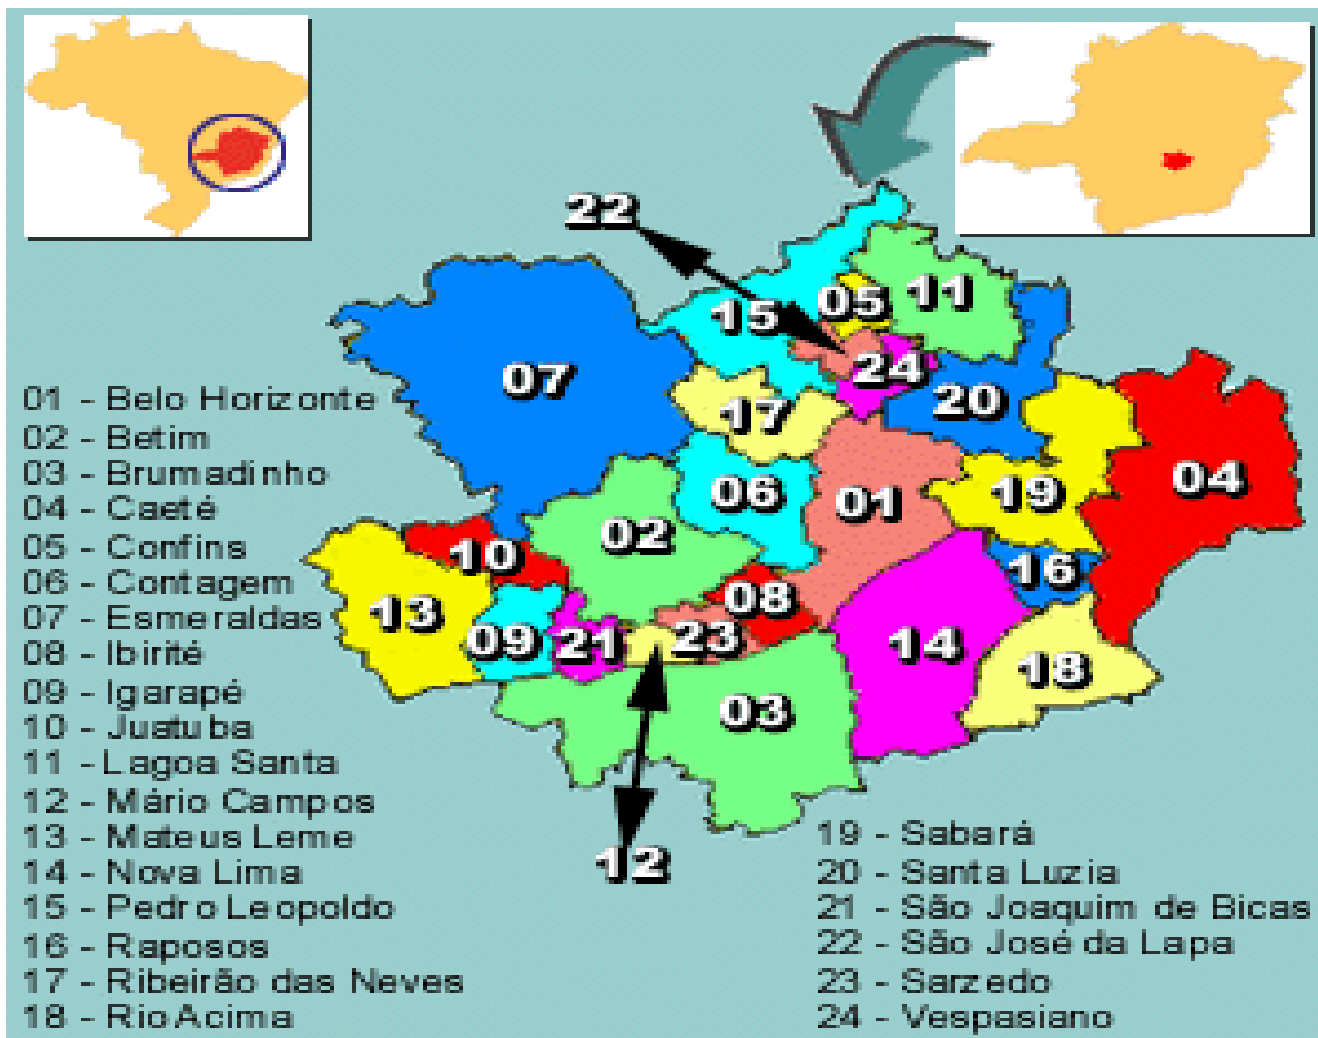 22
15
05
11
07
24
20
17
04
06
01
19
02
10
16
13
08
09
21
23
14
18
03
12
01 - Belo Horizonte
02 - Betim
03 - Brumadinho
04 - Caeté
05 - Confins
06 - Contagem
07 - Esmeraldas
08 - Ibirité
09 - Igarapé
10 - Juatuba
11 - Lagoa Santa
12 - Mário Campos
13 - Mateus Leme
14 - Nova Lima
15 - Pedro Leopoldo
16 - Raposos
17 - Ribeirão das Neves
18 - Rio Acima
19 - Sabará
20 - Santa Luzia
21 - São Joaquim de Bicas
22 - São José da Lapa
23 - Sarzedo
24 - Vespasiano